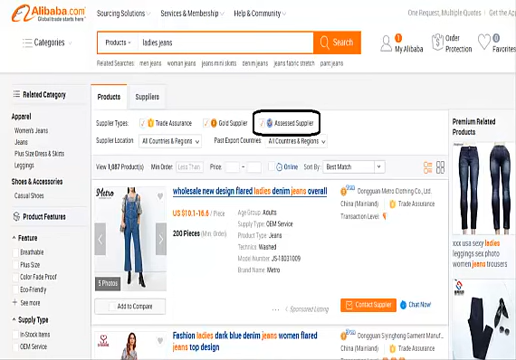 Alibaba.com
Global trade starts here
Sourcing Solutions
Services & Membership
Help & Community
One Request, Multiple Quotes
Get the App
Categories
Products
ladies jeans
Search
My Alibaba
Order Protection
Favorites
Related Searches: men jeans woman jeans jeans mini skirts denim jeans jeans fabric stretch pant jeans
Related Category
Apparel
Women's Jeans
Jeans
Plus Size Dress & Skirts
Leggings
Shoes & Accessories
Casual Shoes
Product Features
Feature
Breathable
Plus Size
Color Fade Proof
Eco-Friendly
See more
Supply Type
In-Stock Items
OEM Service
Products
Suppliers
Supplier Types: Trade Assurance Gold Supplier Assessed Supplier
Supplier Location: All Countries & Regions Past Export Countries: All Countries & Regions
View Product(s) Min Order: Less Than Price: - Online Sort By: Best Match
Metro
5 Photos
Add to Compare
wholesale new design flared ladies denim jeans overall
US $10.1-16.6 / Piece
200 Pieces (Min. Order)
Age Group: Adults
Supply Type: OEM Service
Product Type: Jeans
Technics: Washed
Model Number: JS-18031009
Brand Name: Metro
Sponsored Listing
Dongguan Metro Clothing Co., Ltd.
China (Mainland) Trade Assurance
Transaction Level
Contact Supplier
Chat Now!
Fashion ladies dark blue denim jeans women flared
jeans top design
China (Mainland) Trade Assurance
Premium Related
Products
xxx usa sexy ladies
leggings sex photo
women jeans trousers